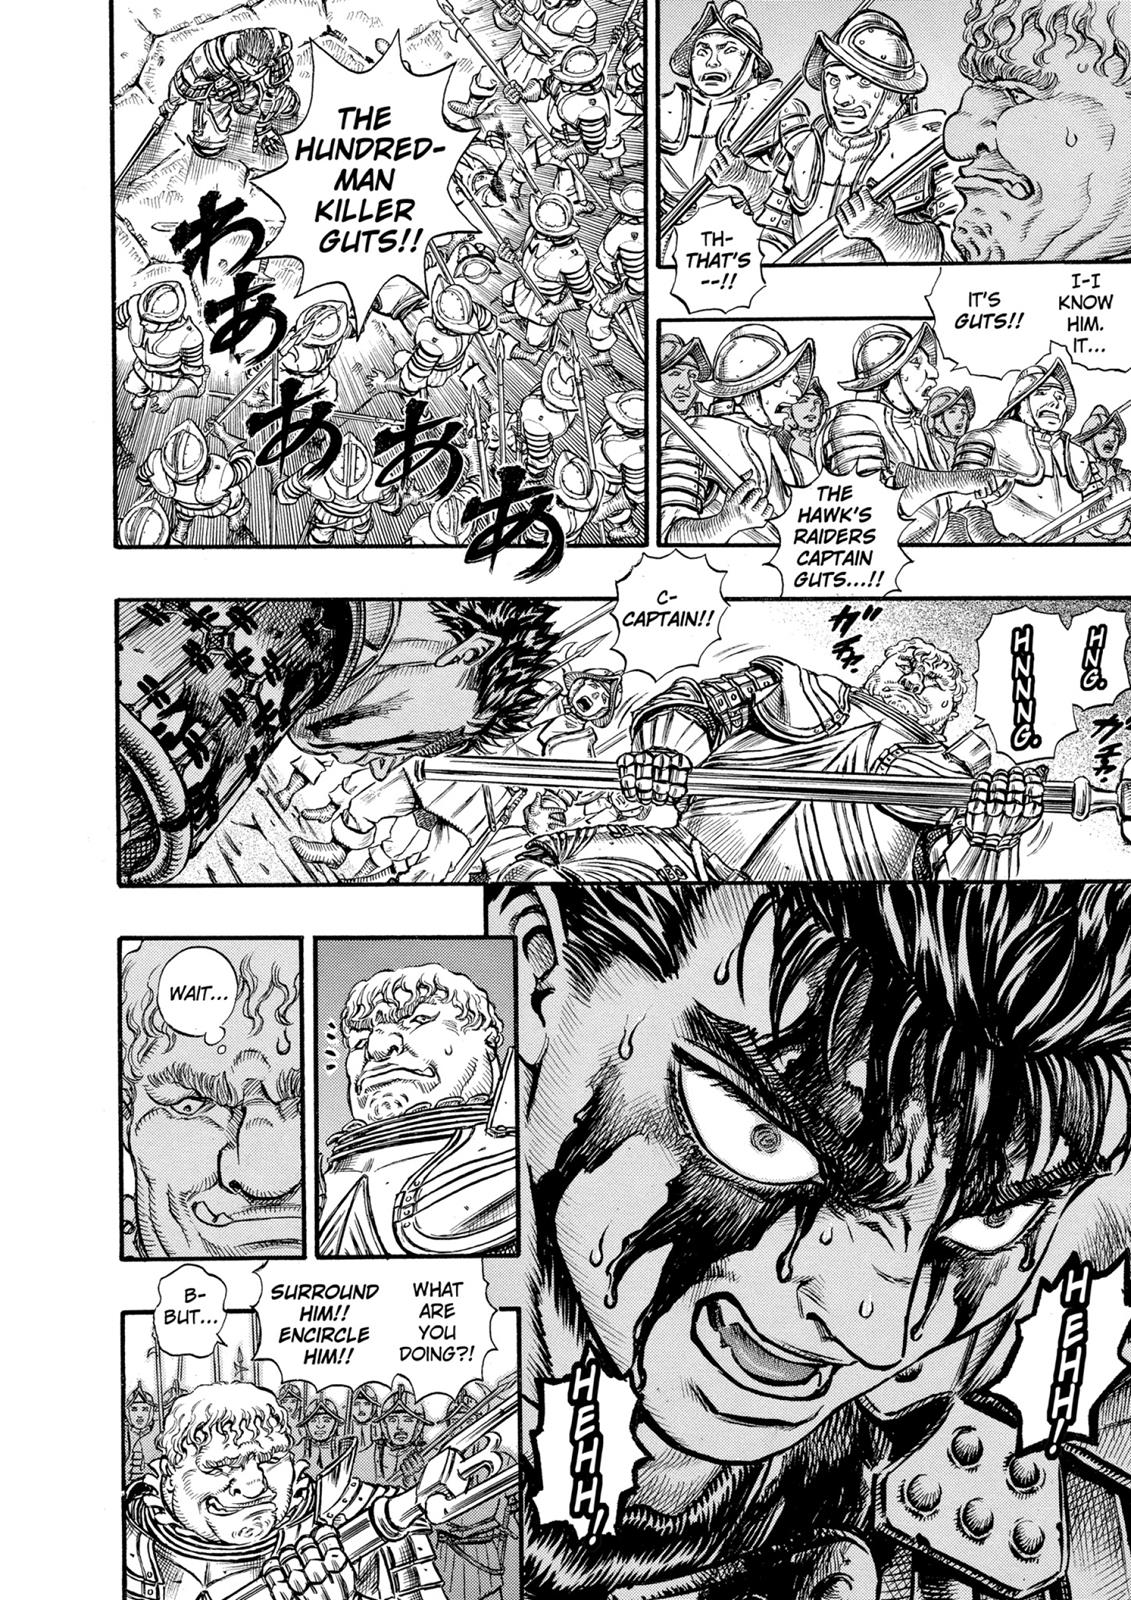 TH-
THAT'S
--!!
I-I
KNOW
HIM.
IT...
IT'S
GUTS!!
THE
HAWK'S
RAIDERS
CAPTAIN
GUTS...!!
THE
HUNDRED-
MAN
KILLER
GUTS!!
わあああぁ
HNG.
HNNNG.
C-
CAPTAIN!!
HEHH!
HEHH!
WAIT...
WHAT
ARE
YOU
DOING?!
SURROUND
HIM!!
ENCIRCLE
HIM!!
B-
BUT...